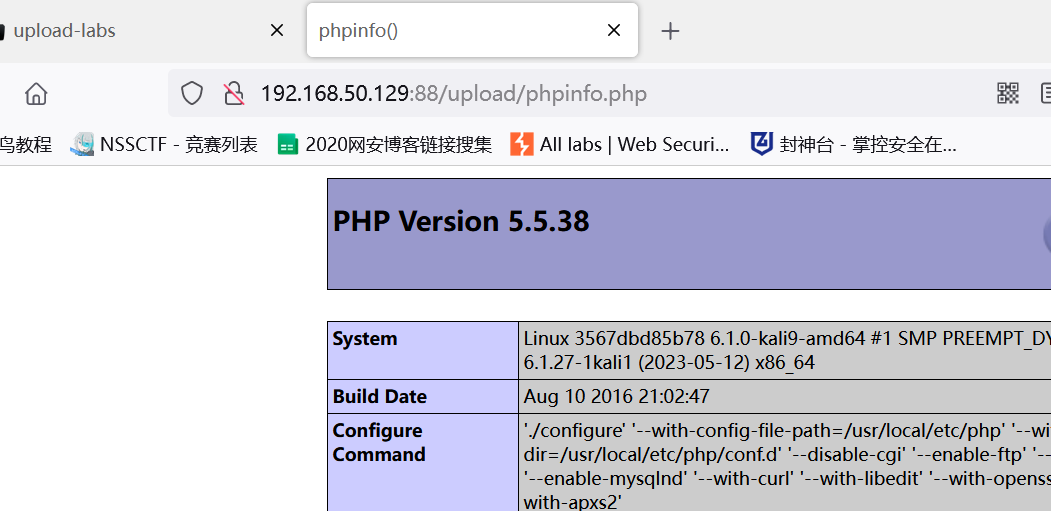 upload-labs
phpinfo()
192.168.50.129:88/upload/phpinfo.php
鸟教程 NSSCTF - 竞赛列表 2020网安博客链接搜集 All labs | Web Securi... 封神台 - 掌控安全在...
PHP Version 5.5.38
System
Linux 3567dbd85b78 6.1.0-kali9-amd64 #1 SMP PREEMPT_DY
6.1.27-1kali1 (2023-05-12) x86_64
Build Date
Aug 10 2016 21:02:47
Configure
Command
'./configure' '--with-config-file-path=/usr/local/etc/php' '--wi
dir=/usr/local/etc/php/conf.d' '--disable-cgi' '--enable-ftp' '--
'--enable-mysqlnd' '--with-curl' '--with-libedit' '--with-openss
with-apxs2'